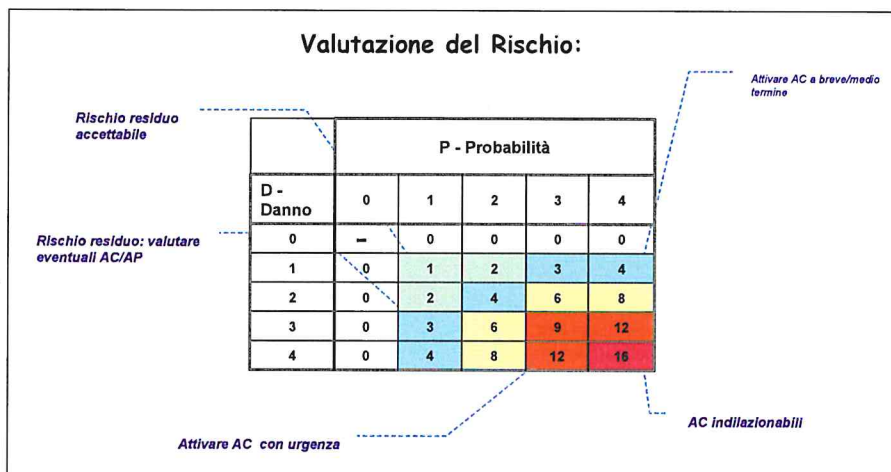 Valutazione del Rischio:
Attivare AC a breve/medio
termine
Rischio residuo
accettabile
P - Probabilità
D -
Danno
0 1 2 3 4
Rischio residuo: valutare
eventuali AC/AP
0 – 0 0 0 0
1 0 1 2 3 4
2 0 2 4 6 8
3 0 3 6 9 12
4 0 4 8 12 16
AC indilazionabili
Attivare AC con urgenza